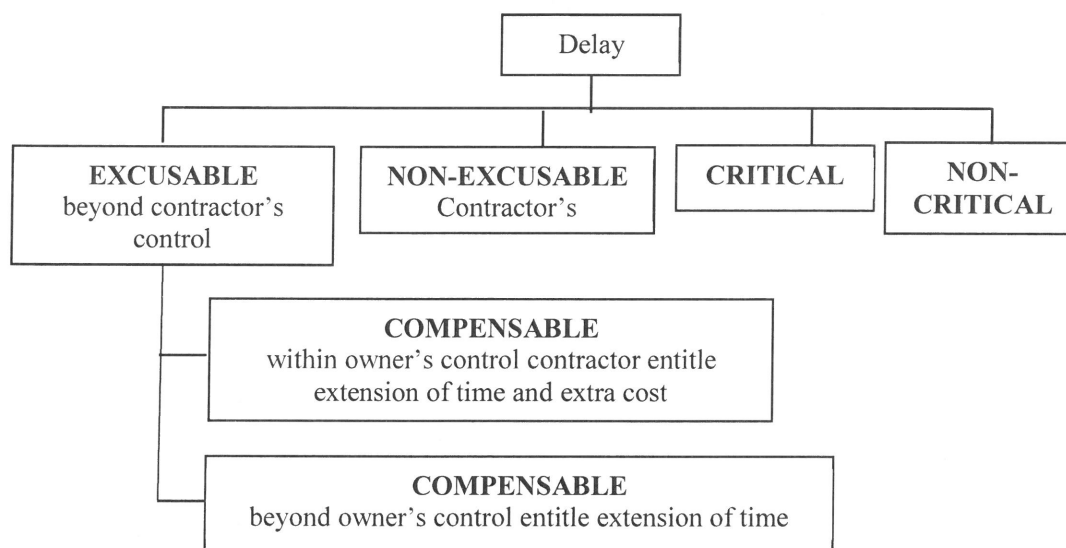 Delay
EXCUSABLE
beyond contractor's
control
NON-EXCUSABLE
Contractor's
CRITICAL
NON-
CRITICAL
COMPENSABLE
within owner's control contractor entitle
extension of time and extra cost
COMPENSABLE
beyond owner's control entitle extension of time